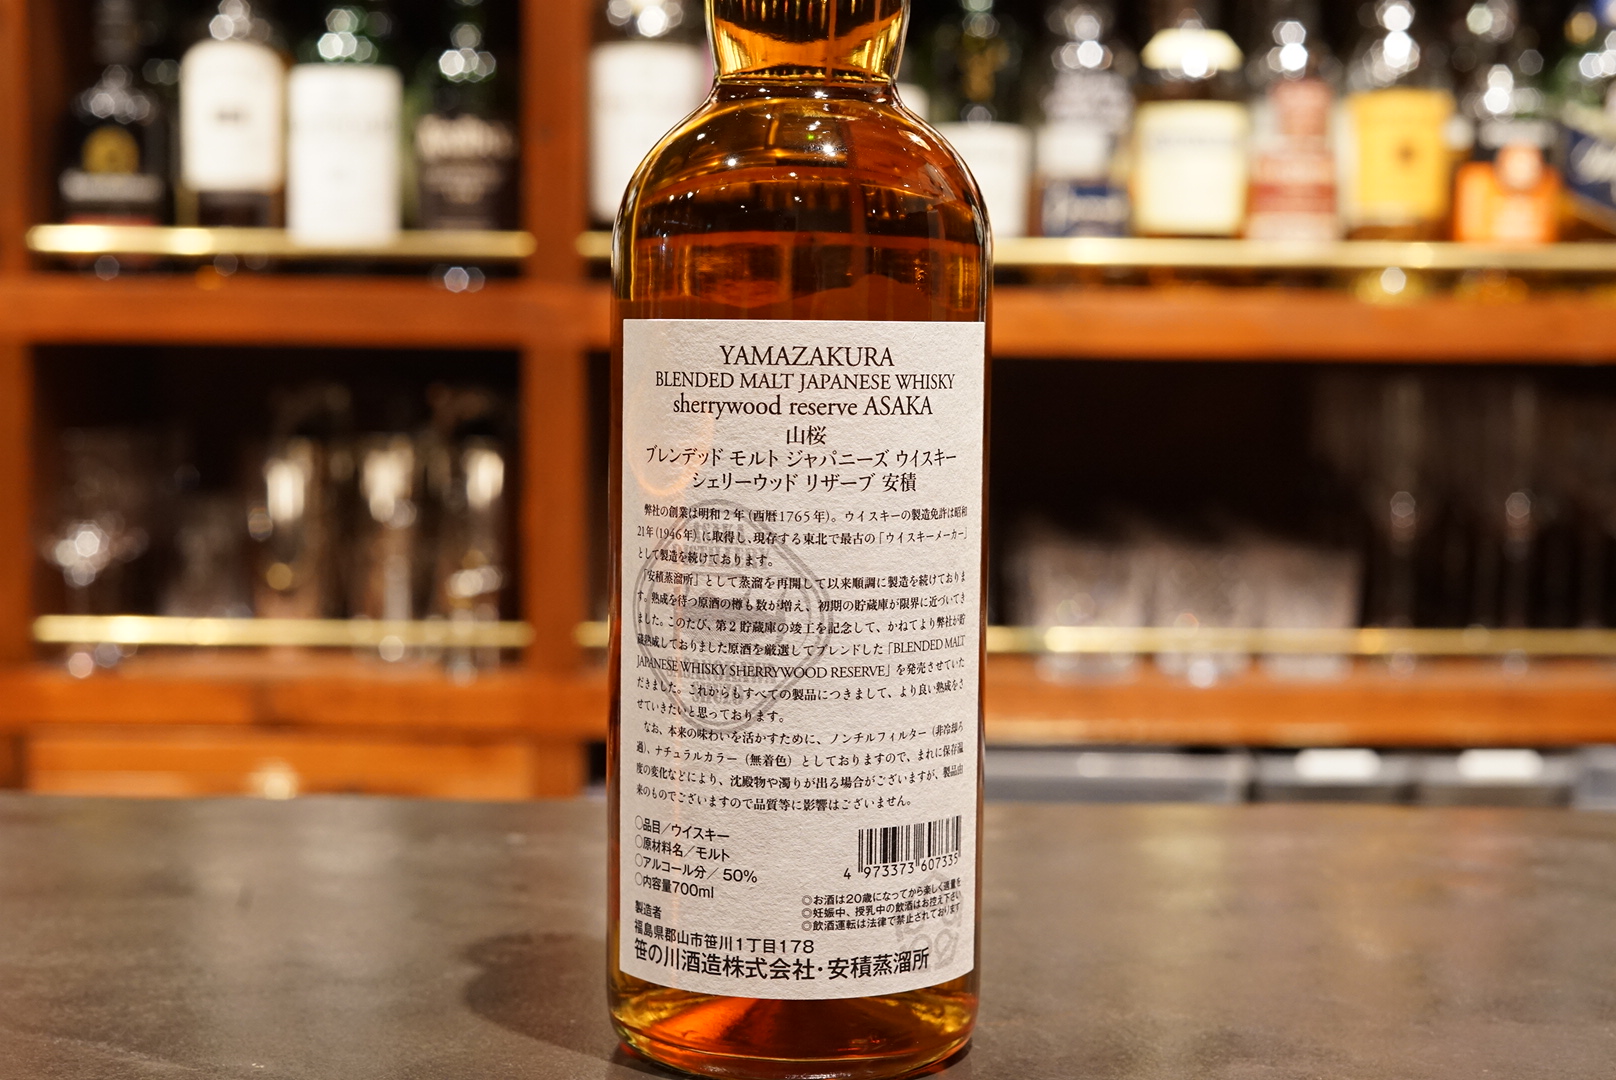 YAMAZAKURA
BLENDED MALT JAPANESE WHISKY
sherrywood reserve ASAKA
山桜
ブレンデッド モルト ジャパニーズ ウイスキー
シェリーウッド リザーブ 安積
弊社の創業は明和2年(西暦1765年)。ウイスキーの製造免許は昭和
21年(1946年)に取得し、現存する東北で最古の「ウイスキーメーカー」
として製造を続けております。
「安積蒸溜所」として蒸溜を再開して以来順調に製造を続けておりま
す。熟成を待つ原酒の樽も数が増え、初期の貯蔵庫が限界に近づいてき
ました。このたび、第2貯蔵庫の竣工を記念して、かねてより弊社が貯
蔵熟成しておりました原酒を厳選してブレンドした「BLENDED MALT
JAPANESE WHISKY SHERRYWOOD RESERVE」を発売させていた
だきました。これからもすべての製品につきまして、より良い熟成をさ
せていきたいと思っております。
なお、本来の味わいを活かすために、ノンチルフィルター(非冷却ろ
過)、ナチュラルカラー(無着色)としておりますので、まれに保存温
度の変化などにより、沈殿物や濁りが出る場合がございますが、製品由
来のものでございますので品質等に影響はございません。
○品目/ウイスキー
○原材料名/モルト
○アルコール分/50%
○内容量700ml
4 973373 607335
◎お酒は20歳になってから楽しく適量を
◎妊娠中、授乳中の飲酒はお控え下さい
◎飲酒運転は法律で禁止されております
製造者
福島県郡山市笹川1丁目178
笹の川酒造株式会社・安積蒸溜所